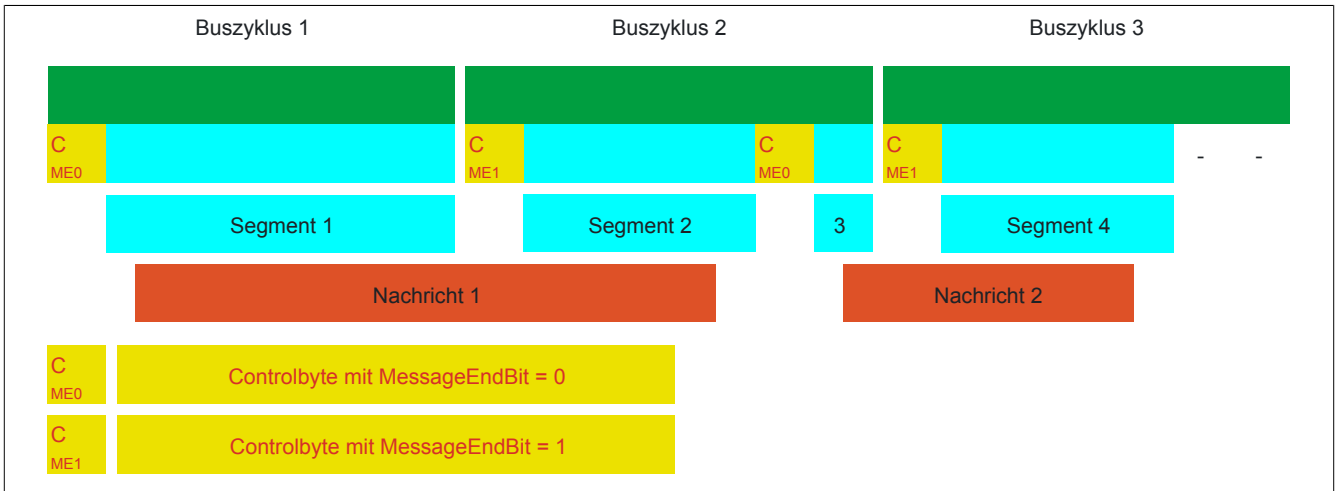 Buszyklus 1 Buszyklus 2 Buszyklus 3
C C C C
ME0 ME1 ME0 ME1 - -
Segment 1 Segment 2 3 Segment 4
Nachricht 1 Nachricht 2
C
ME0 Controlbyte mit MessageEndBit = 0
C
ME1 Controlbyte mit MessageEndBit = 1